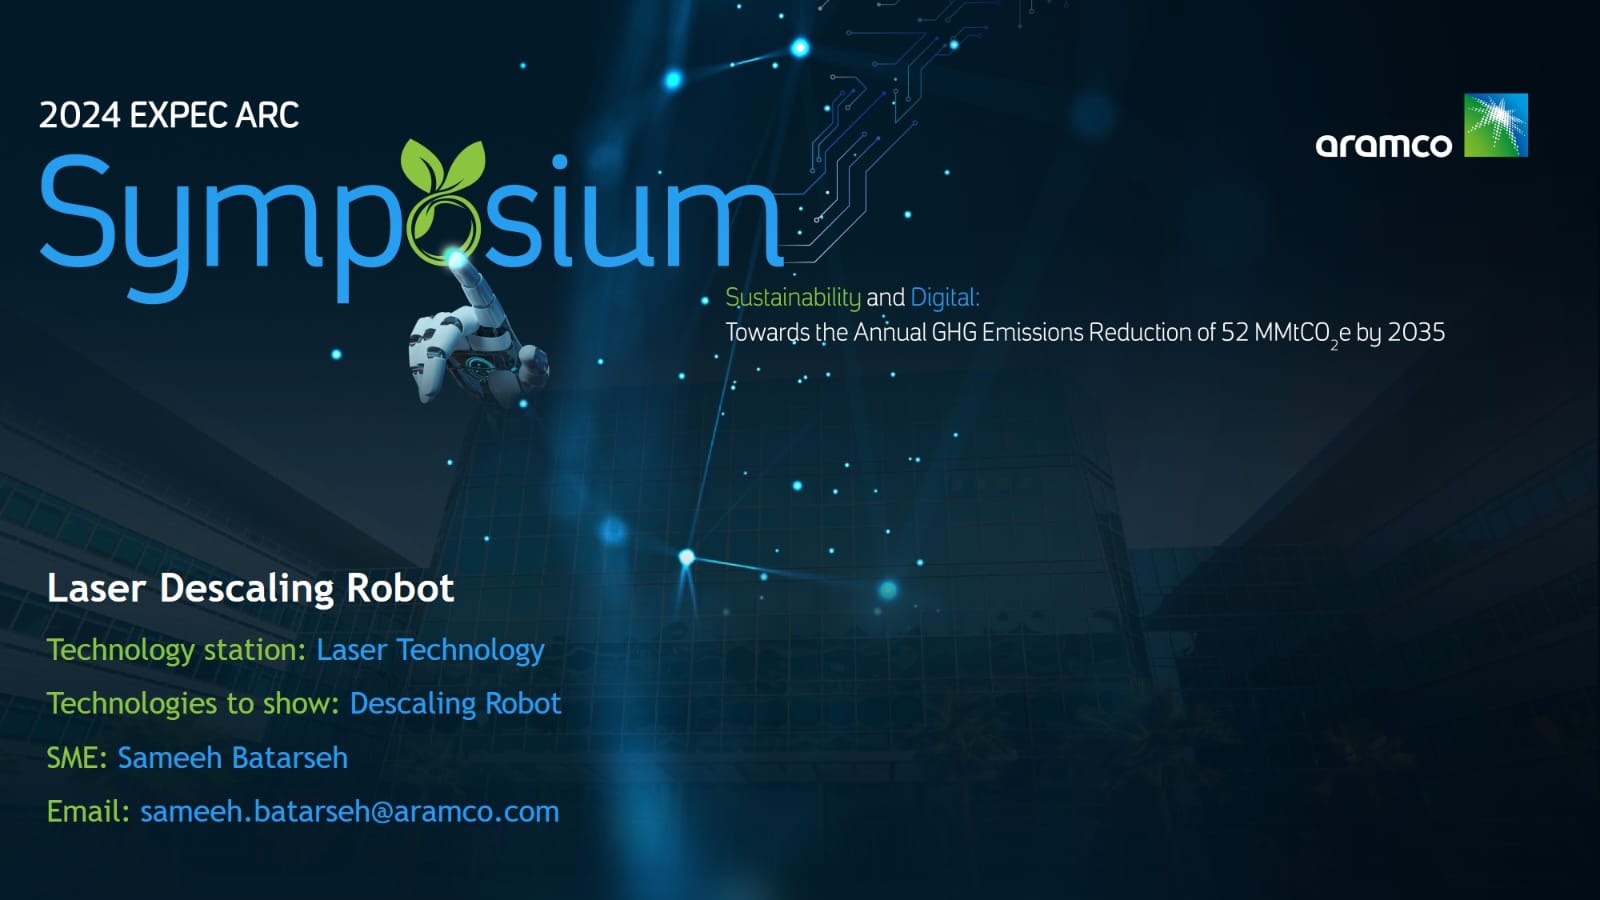 2024 EXPEC ARC
Symposium
aramco
Sustainability and Digital:
Towards the Annual GHG Emissions Reduction of 52 MMtCO₂e by 2035
Laser Descaling Robot
Technology station: Laser Technology
Technologies to show: Descaling Robot
SME: Sameeh Batarseh
Email: sameeh.batarseh@aramco.com